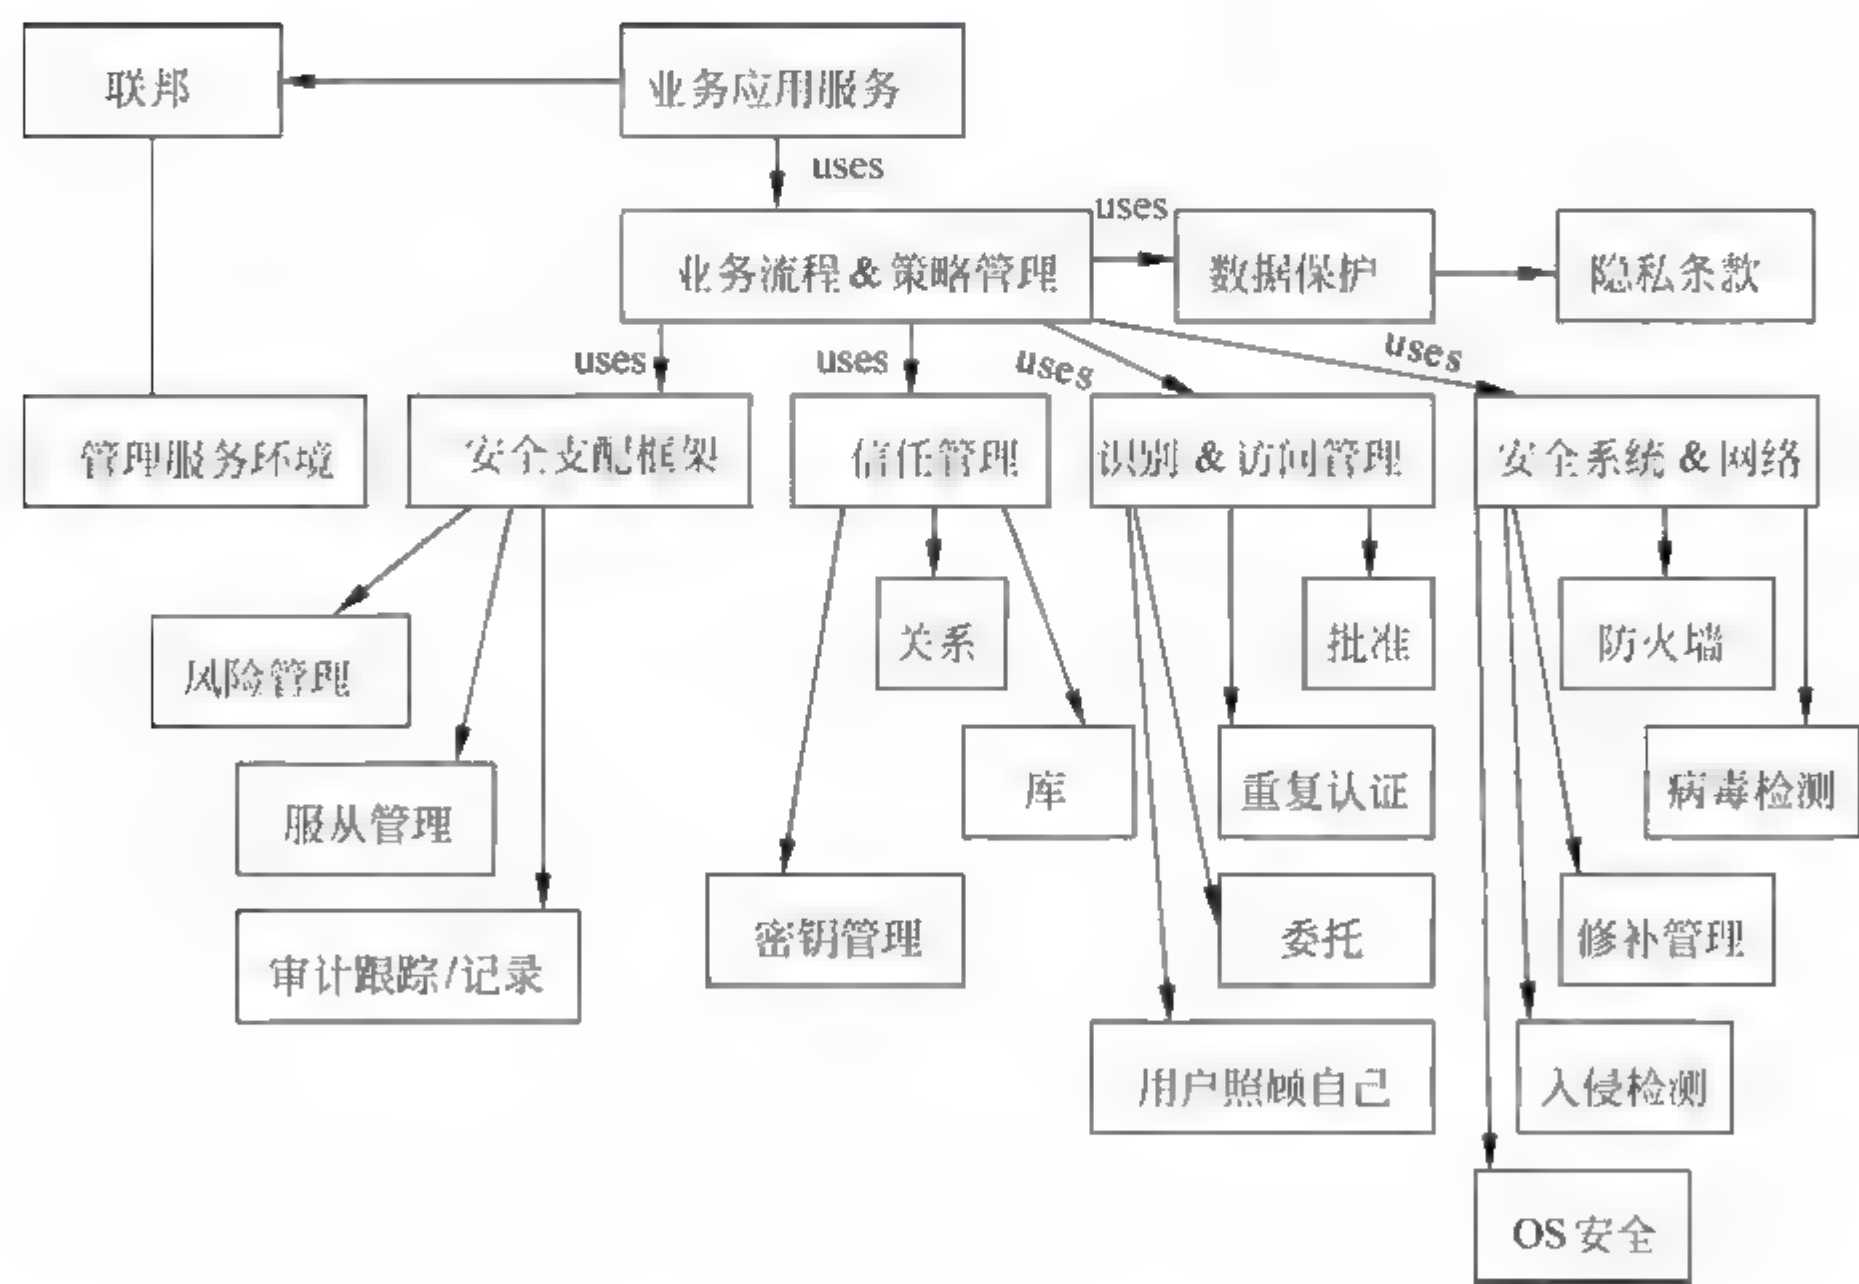 联邦
业务应用服务
uses
uses
业务流程 & 策略管理
数据保护
隐私条款
uses
uses
uses
uses
管理服务环境
安全支配框架
信任管理
识别 & 访问管理
安全系统 & 网络
关系
批准
防火墙
风险管理
库
重复认证
病毒检测
服从管理
密钥管理
委托
修补管理
审计跟踪/记录
用户照顾自己
入侵检测
OS 安全